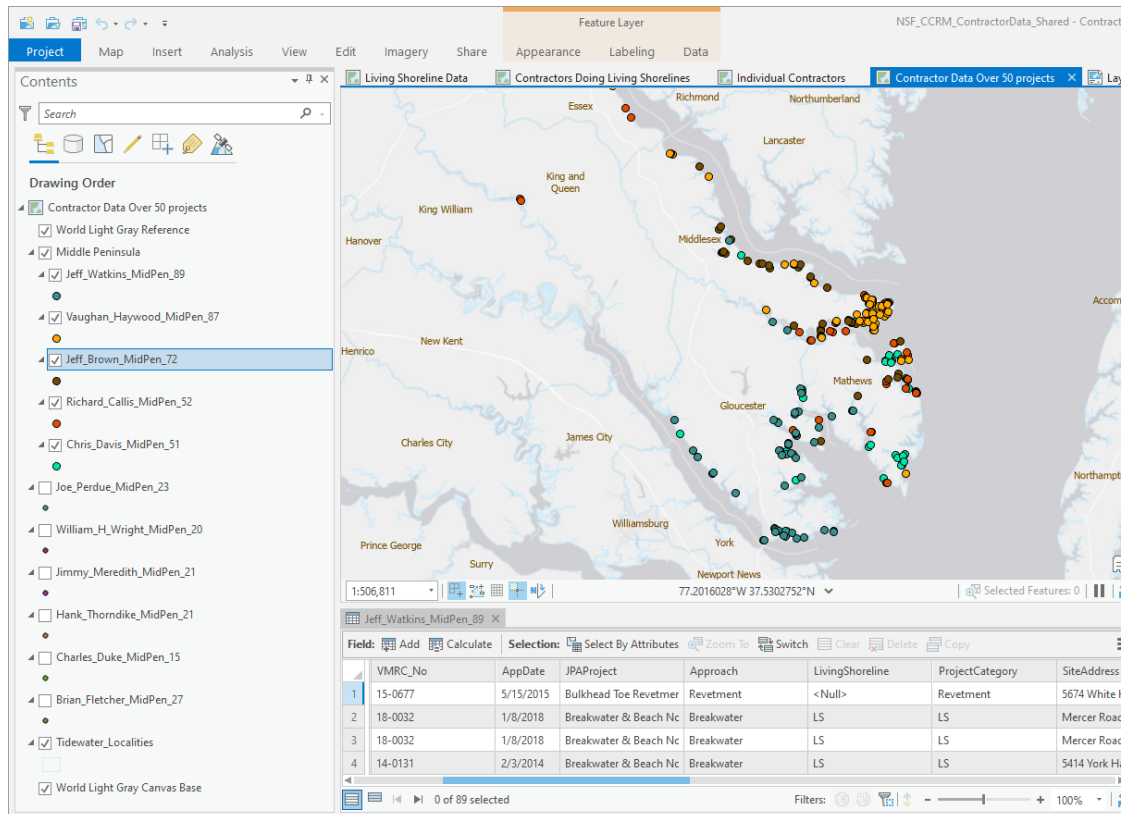 Feature Layer
NSF_CCRM_ContractorData_Shared - Contract
Project Map Insert Analysis View Edit Imagery Share Appearance Labeling Data
Contents
Search
Drawing Order
Contractor Data Over 50 projects
World Light Gray Reference
Middle Peninsula
Jeff_Watkins_MidPen_89
Vaughan_Haywood_MidPen_87
Jeff_Brown_MidPen_72
Richard_Callis_MidPen_52
Chris_Davis_MidPen_51
Joe_Perdue_MidPen_23
William_H_Wright_MidPen_20
Jimmy_Meredith_MidPen_21
Hank_Thorndike_MidPen_21
Charles_Duke_MidPen_15
Brian_Fletcher_MidPen_27
Tidewater_Localities
World Light Gray Canvas Base
Living Shoreline Data Contractors Doing Living Shorelines Individual Contractors Contractor Data Over 50 projects Lay
Richmond
Northumberland
Essex
Lancaster
King and
Queen
King William
Hanover
Middlesex
Accom
New Kent
Henrico
Mathews
Gloucester
Charles City
James City
Northampton
Williamsburg
Prince George
York
Surry
Newport News
1:506,811
77.2016028°W 37.5302752°N
Selected Features: 0
Jeff_Watkins_MidPen_89
Field: Add Calculate Selection: Select By Attributes Zoom To Switch Clear Delete Copy
VMRC_No AppDate JPAProject Approach LivingShoreline ProjectCategory SiteAddress
1 15-0677 5/15/2015 Bulkhead Toe Revetmer Revetment <Null> Revetment 5674 White H
2 18-0032 1/8/2018 Breakwater & Beach Nc Breakwater LS LS Mercer Road
3 18-0032 1/8/2018 Breakwater & Beach Nc Breakwater LS LS Mercer Road
4 14-0131 2/3/2014 Breakwater & Beach Nc Breakwater LS LS 5414 York Ha
0 of 89 selected
Filters:
100%